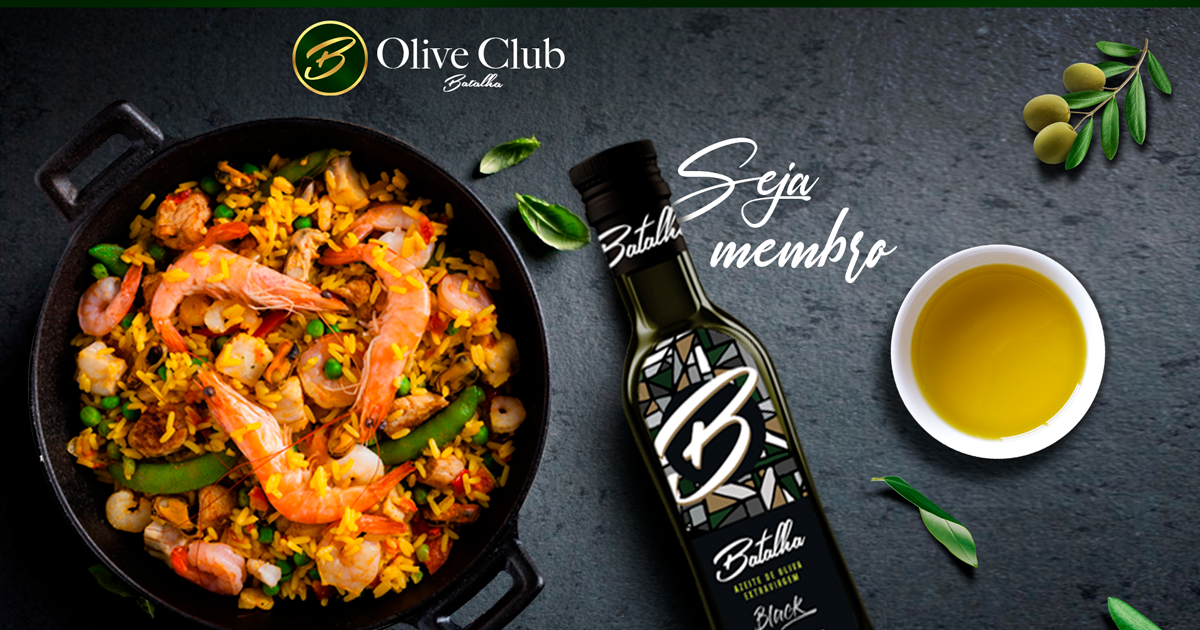 B Olive Club
Batalha
Seja
membro
Batalha
B
Batalha
AZEITE DE OLIVA
EXTRAVIRGEM
Black